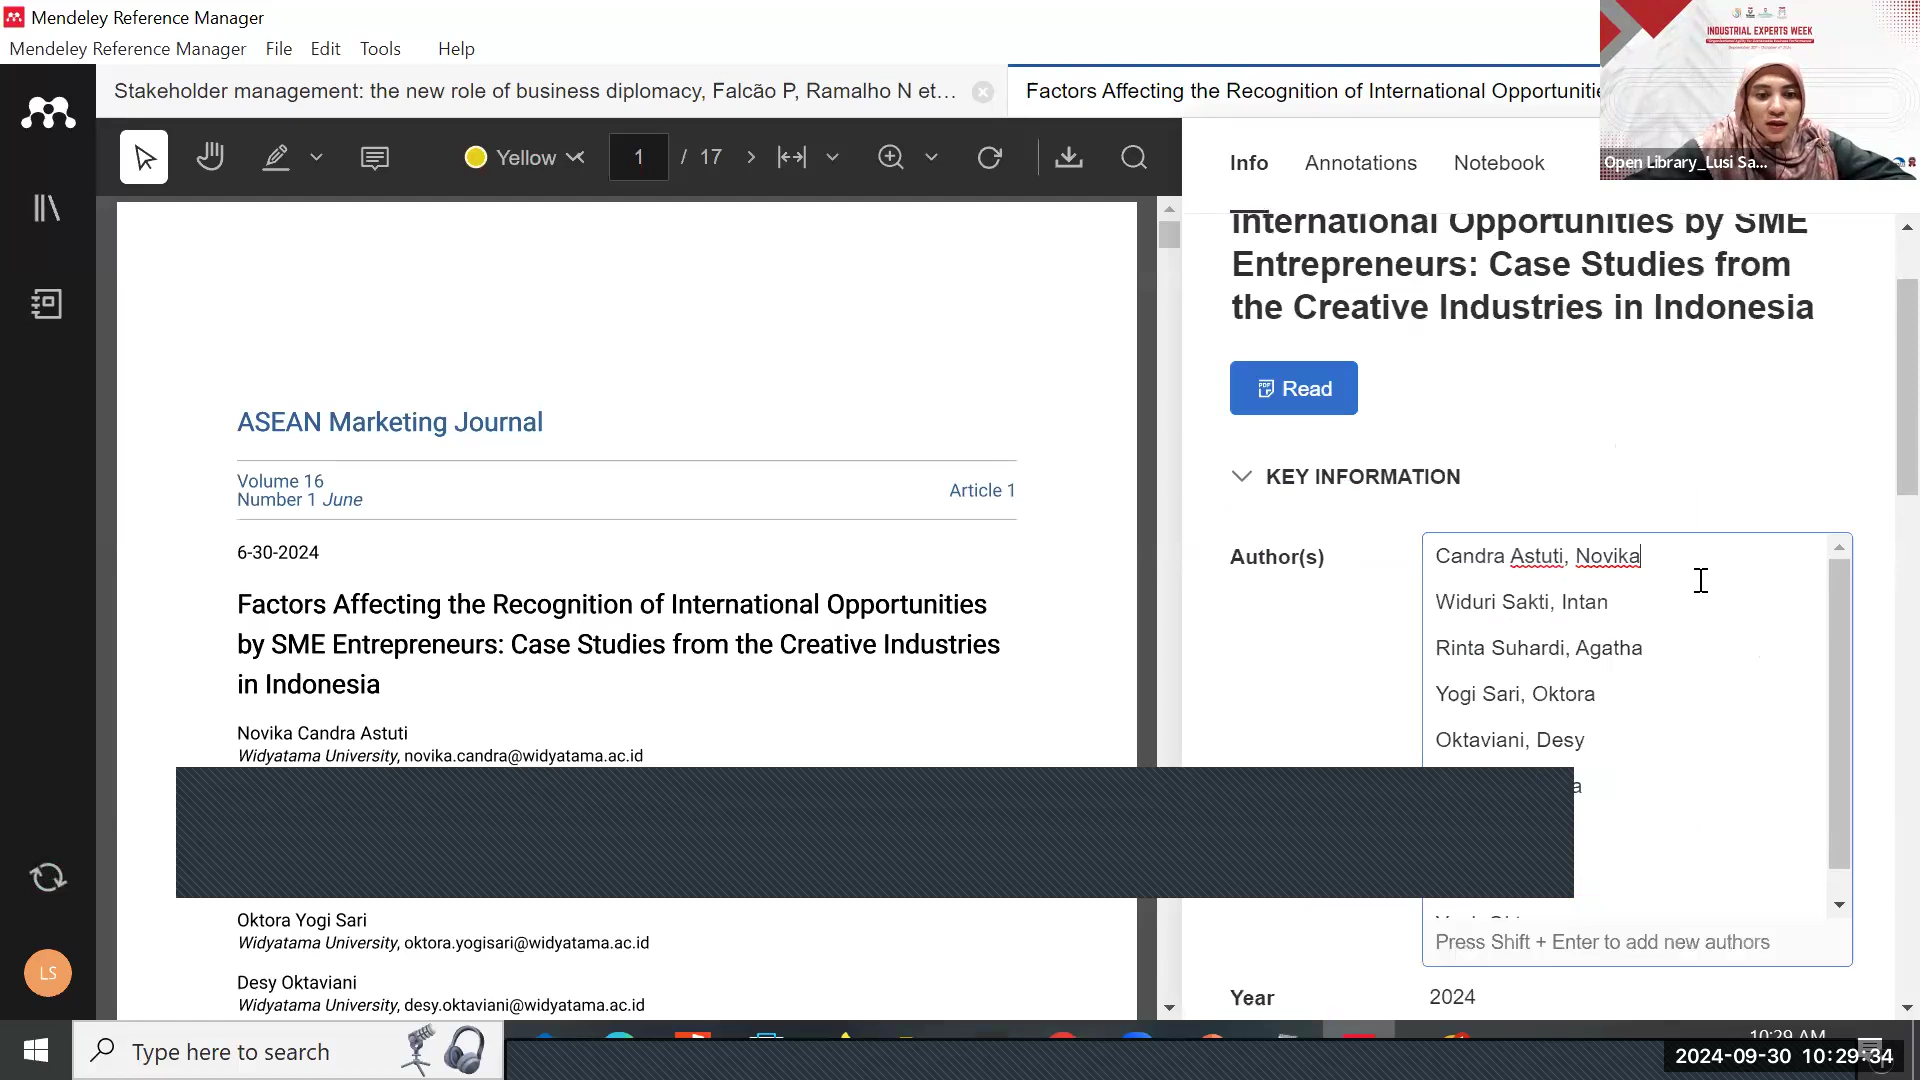 Mendeley Reference Manager
Mendeley Reference Manager File Edit Tools Help
Stakeholder management: the new role of business diplomacy, Falcão P, Ramalho N et...
Factors Affecting the Recognition of International Opportunitie
INDUSTRIAL EXPERTS WEEK
Open Library_Lusi Sa...
Yellow 1 / 17
Info Annotations Notebook
International Opportunities by SME
Entrepreneurs: Case Studies from
the Creative Industries in Indonesia
Read
KEY INFORMATION
Author(s)
Candra Astuti, Novika
Widuri Sakti, Intan
Rinta Suhardi, Agatha
Yogi Sari, Oktora
Oktaviani, Desy
a
Press Shift + Enter to add new authors
Year 2024
ASEAN Marketing Journal
Volume 16
Number 1 June
Article 1
6-30-2024
Factors Affecting the Recognition of International Opportunities
by SME Entrepreneurs: Case Studies from the Creative Industries
in Indonesia
Novika Candra Astuti
Widyatama University, novika.candra@widyatama.ac.id
Oktora Yogi Sari
Widyatama University, oktora.yogisari@widyatama.ac.id
Desy Oktaviani
Widyatama University, desy.oktaviani@widyatama.ac.id
LS
Type here to search
10:29 AM
2024-09-30 10:29:34